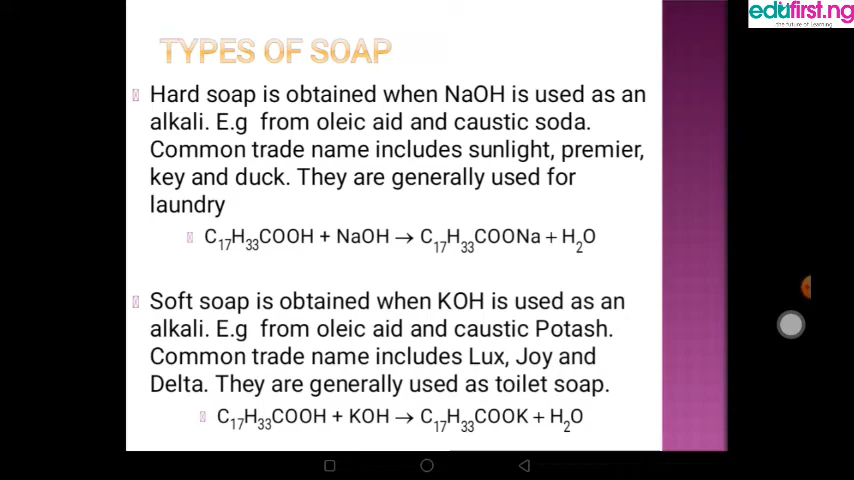 edufirst.ng
the future of learning
TYPES OF SOAP
Hard soap is obtained when NaOH is used as an
alkali. E.g from oleic aid and caustic soda.
Common trade name includes sunlight, premier,
key and duck. They are generally used for
laundry
C₁₇H₃₃COOH + NaOH → C₁₇H₃₃COONa + H₂O
Soft soap is obtained when KOH is used as an
alkali. E.g from oleic aid and caustic Potash.
Common trade name includes Lux, Joy and
Delta. They are generally used as toilet soap.
C₁₇H₃₃COOH + KOH → C₁₇H₃₃COOK + H₂O